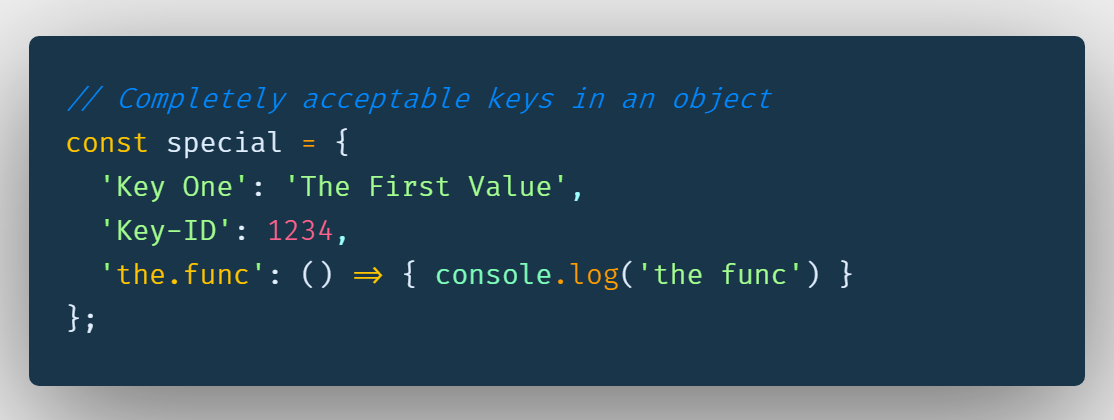 // Completely acceptable keys in an object
const special = {
  'Key One': 'The First Value',
  'Key-ID': 1234,
  'the.func': () => { console.log('the func') }
};